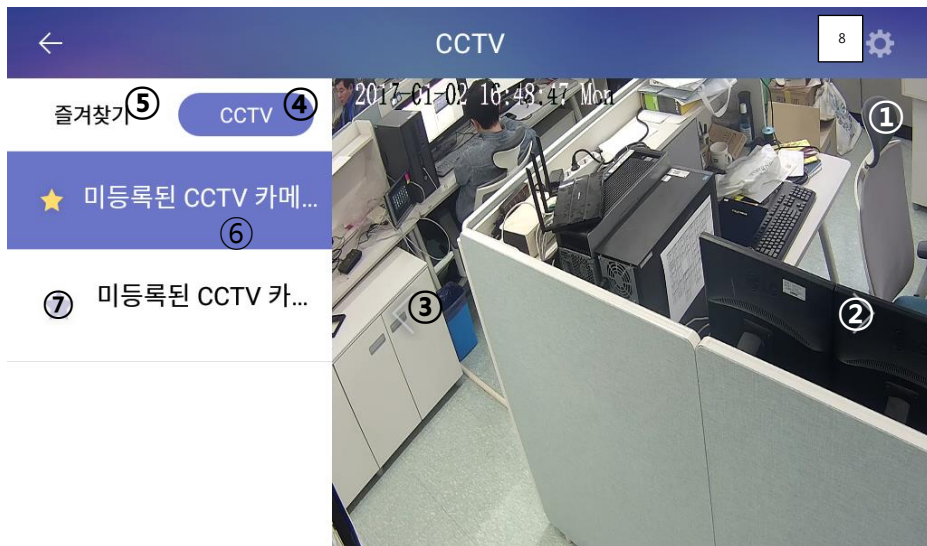 CCTV
8
즐겨찾기 ⑤
CCTV ④
2017-01-02 16:48:47 Mon
①
미등록된 CCTV 카메...
⑥
⑦ 미등록된 CCTV 카...
③
②